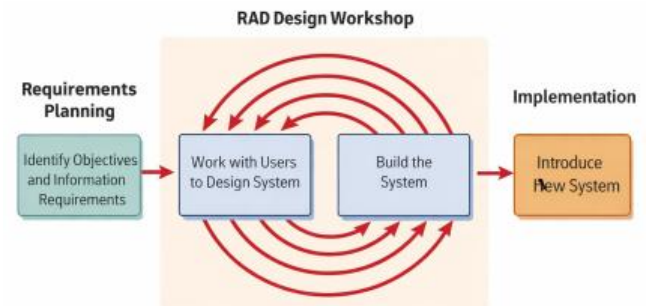 RAD Design Workshop
Requirements
Planning
Identify Objectives
and Information
Requirements
Work with Users
to Design System
Build the
System
Implementation
Introduce
System